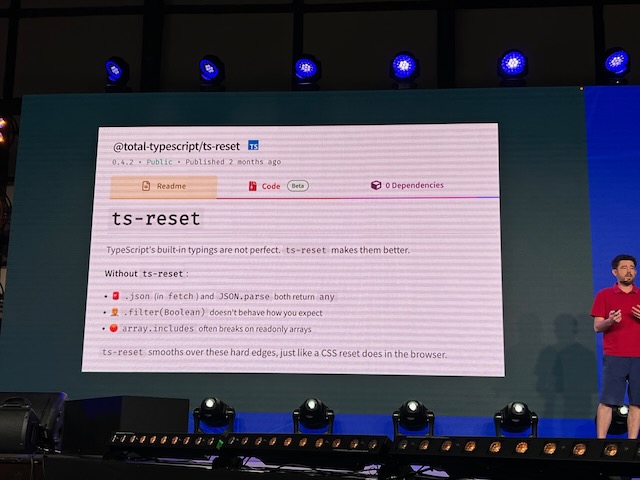 @total-typescript/ts-reset TS
0.4.2 • Public • Published 2 months ago
Readme
Code Beta
0 Dependencies
ts-reset
TypeScript's built-in typings are not perfect. ts-reset makes them better.
Without ts-reset:
• 🚨 .json (in fetch) and JSON.parse both return any
• 🤦 .filter(Boolean) doesn't behave how you expect
• 😡 array.includes often breaks on readonly arrays
ts-reset smooths over these hard edges, just like a CSS reset does in the browser.